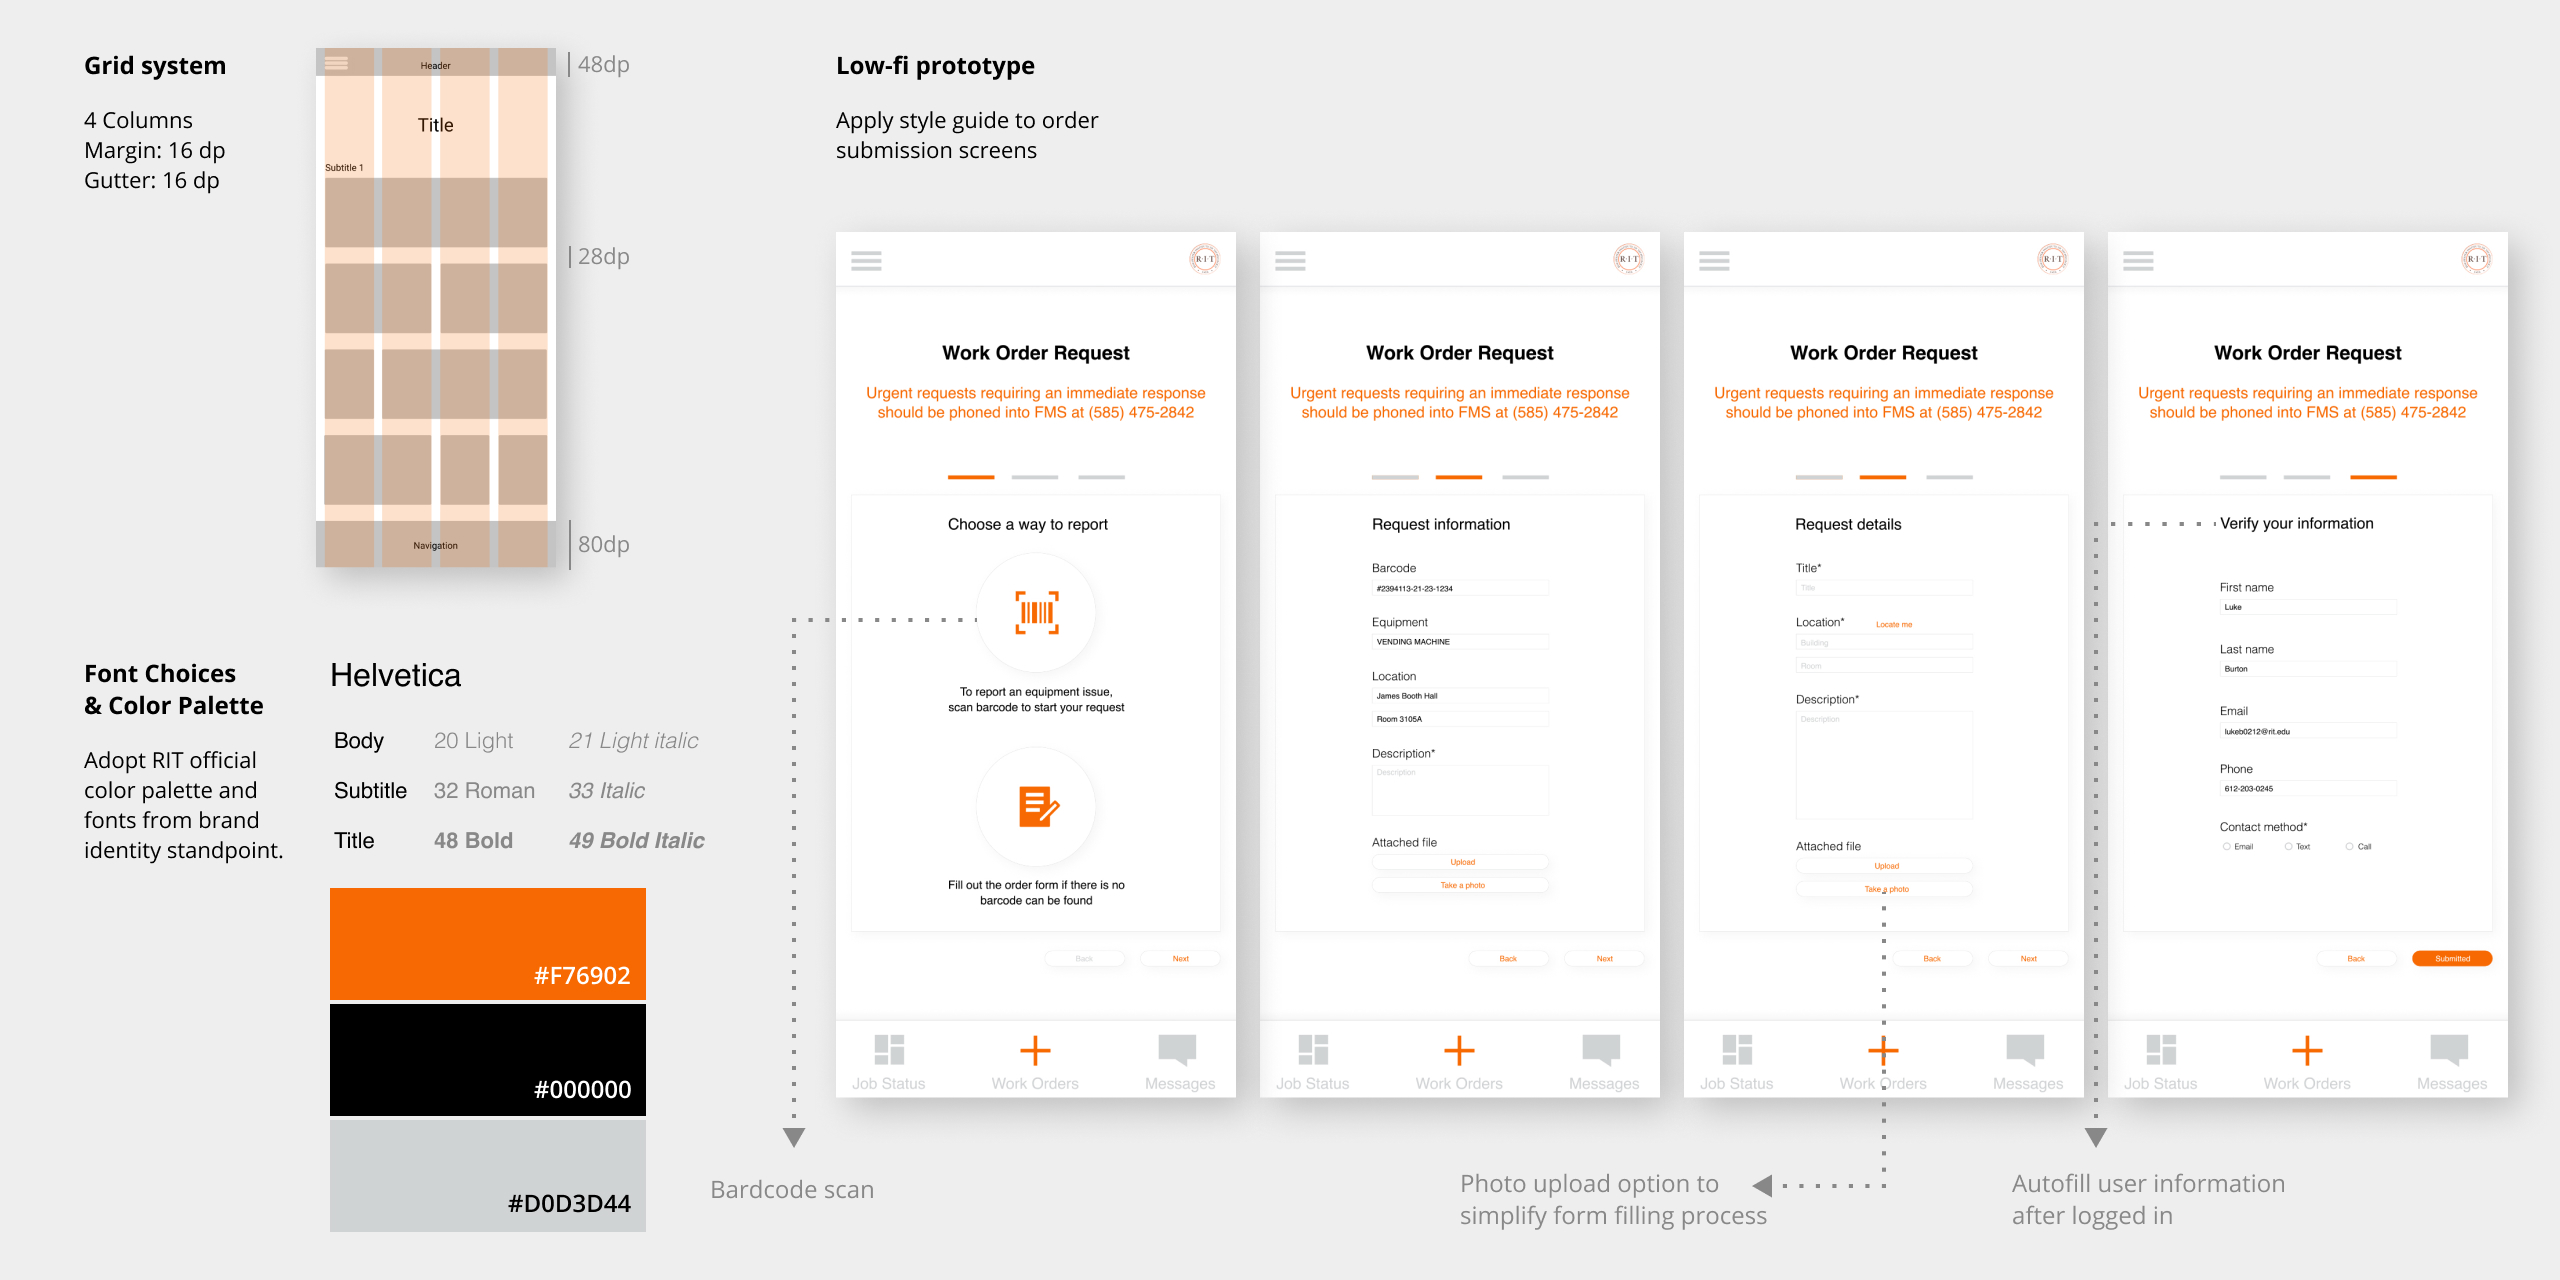 Grid system
4 Columns
Margin: 16 dp
Gutter: 16 dp
Header
Title
Subtitle 1
Navigation
48dp
28dp
80dp
Font Choices
& Color Palette
Adopt RIT official
color palette and
fonts from brand
identity standpoint.
Helvetica
Body 20 Light 21 Light italic
Subtitle 32 Roman 33 Italic
Title 48 Bold 49 Bold Italic
#F76902
#000000
#D0D3D44
Low-fi prototype
Apply style guide to order
submission screens
R·I·T
Work Order Request
Urgent requests requiring an immediate response
should be phoned into FMS at (585) 475-2842
Choose a way to report
To report an equipment issue,
scan barcode to start your request
Fill out the order form if there is no
barcode can be found
Back Next
Job Status Work Orders Messages
R·I·T
Work Order Request
Urgent requests requiring an immediate response
should be phoned into FMS at (585) 475-2842
Request information
Barcode
#2394113-21-23-1234
Equipment
VENDING MACHINE
Location
James Booth Hall
Room 3105A
Description*
Description
Attached file
Upload
Take a photo
Back Next
Job Status Work Orders Messages
R·I·T
Work Order Request
Urgent requests requiring an immediate response
should be phoned into FMS at (585) 475-2842
Request details
Title*
Title
Location* Locate me
Building
Room
Description*
Description
Attached file
Upload
Take a photo
Back Next
Job Status Work Orders Messages
R·I·T
Work Order Request
Urgent requests requiring an immediate response
should be phoned into FMS at (585) 475-2842
Verify your information
First name
Luke
Last name
Burton
Email
lukeb0212@rit.edu
Phone
612-203-0245
Contact method*
Email Text Call
Back Submitted
Job Status Work Orders Messages
Bardcode scan
Photo upload option to
simplify form filling process
Autofill user information
after logged in